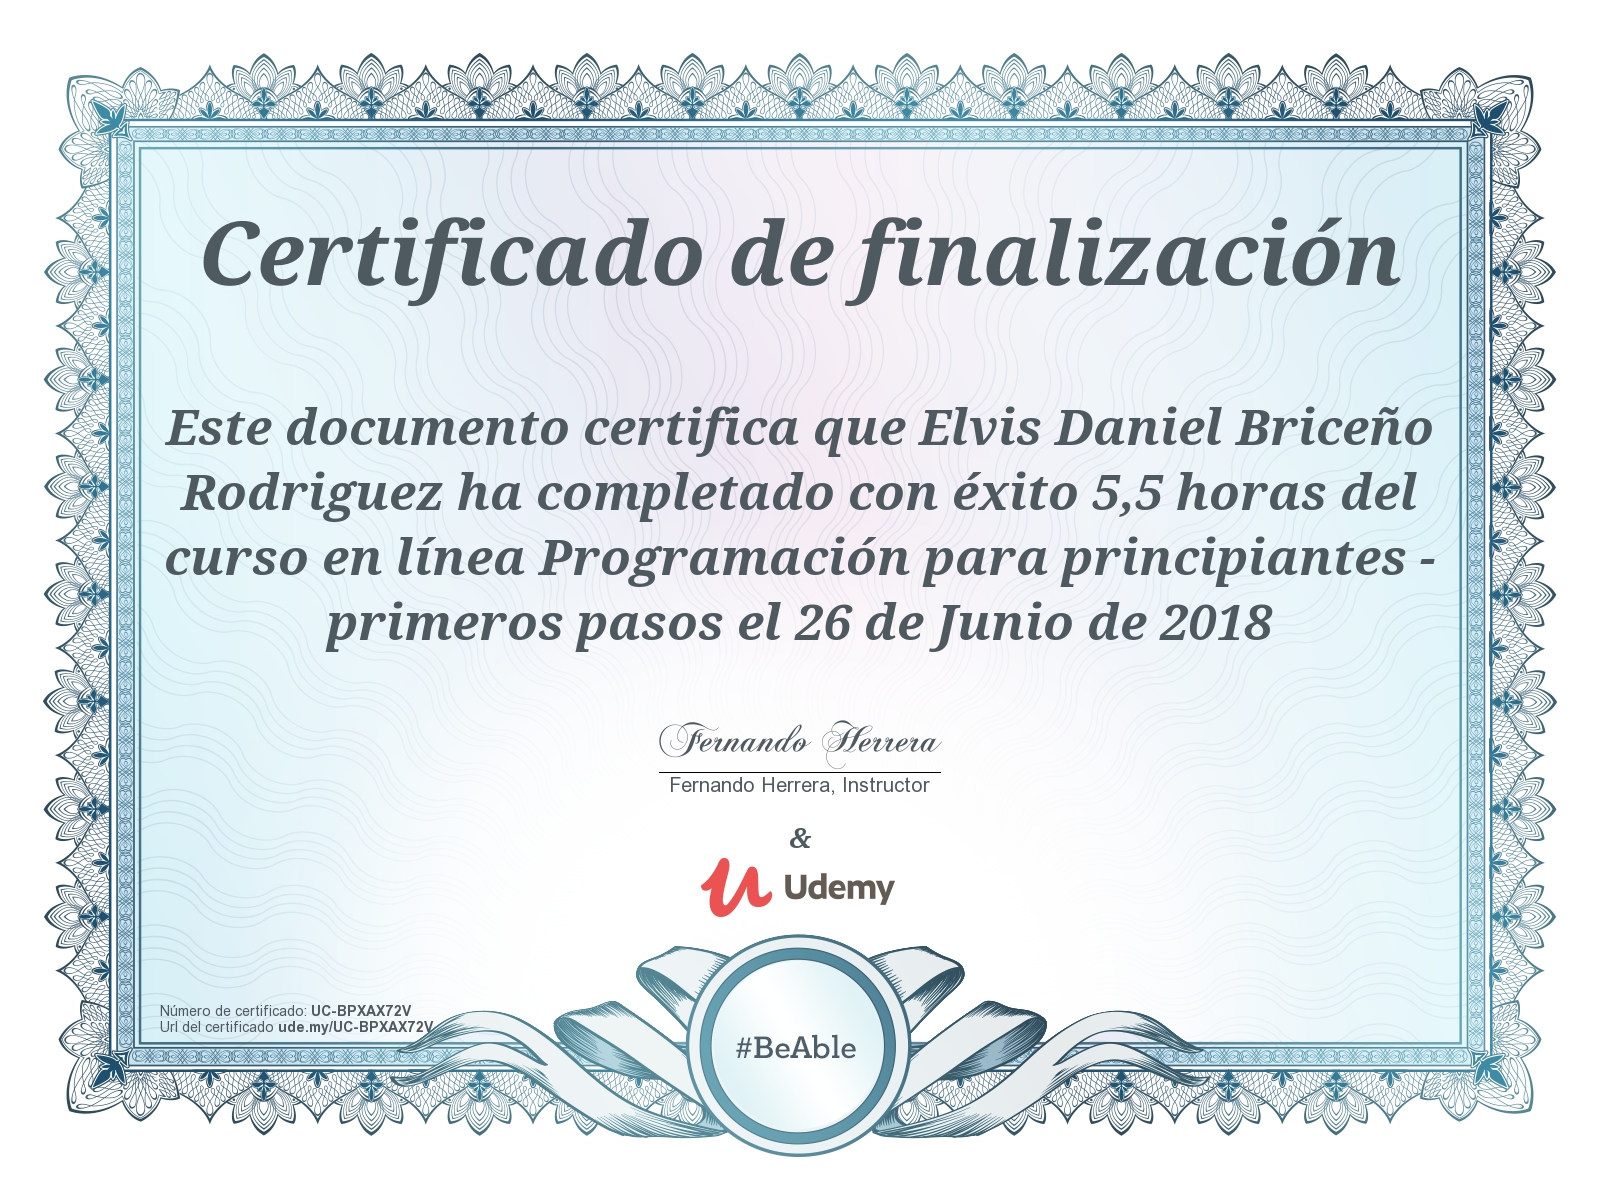 Certificado de finalización
Este documento certifica que Elvis Daniel Briceño
Rodriguez ha completado con éxito 5,5 horas del
curso en línea Programación para principiantes -
primeros pasos el 26 de Junio de 2018
Fernando Herrera
Fernando Herrera, Instructor
&
Udemy
Número de certificado: UC-BPXAX72V
Url del certificado ude.my/UC-BPXAX72V
#BeAble